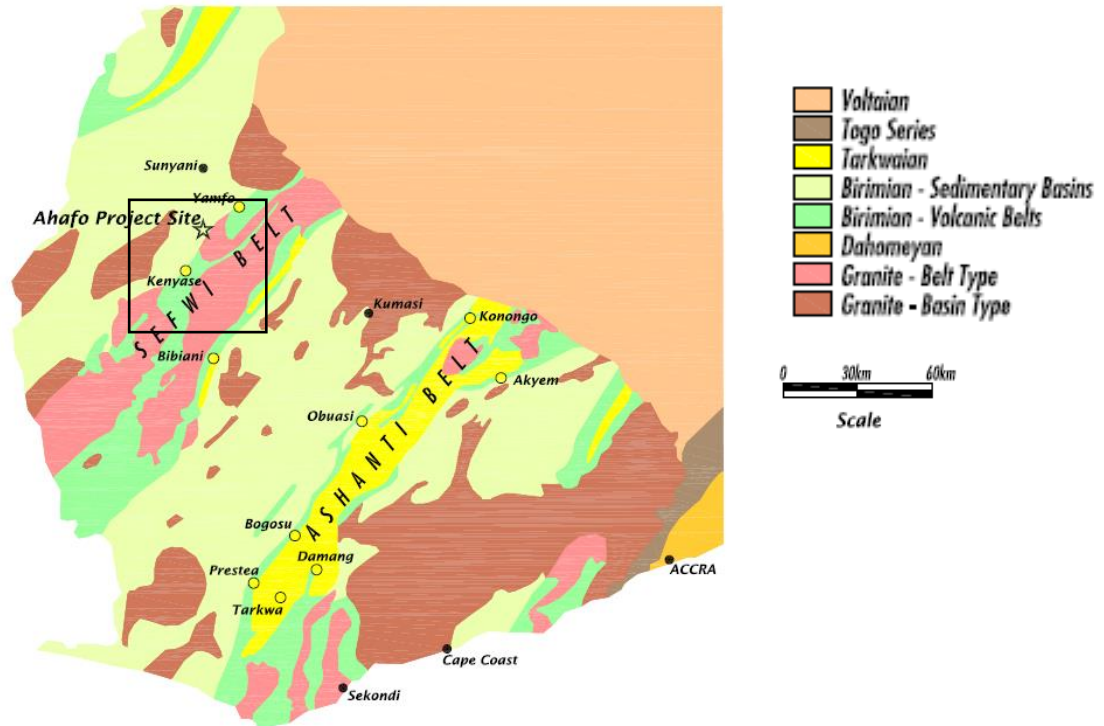 Sunyani
Yamfo
Ahafo Project Site
Kenyase
SEFWI BELT
Bibiani
Kumasi
Konongo
Akyem
Obuasi
ASHANTI BELT
Bogosu
Damang
Prestea
Tarkwa
ACCRA
Cape Coast
Sekondi
Voltaian
Togo Series
Tarkwaian
Birimian - Sedimentary Basins
Birimian - Volcanic Belts
Dahomeyan
Granite - Belt Type
Granite - Basin Type
0 30km 60km
Scale